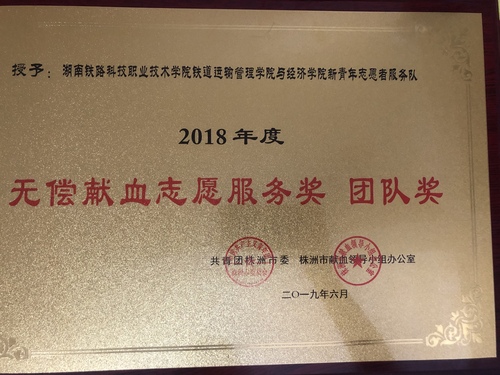 授予：湖南铁路科技职业技术学院铁道运输管理学院与经济学院新青年志愿者服务队
2018年度
无偿献血志愿服务奖 团队奖
共青团株洲市委 株洲市献血领导小组办公室
二〇一九年六月